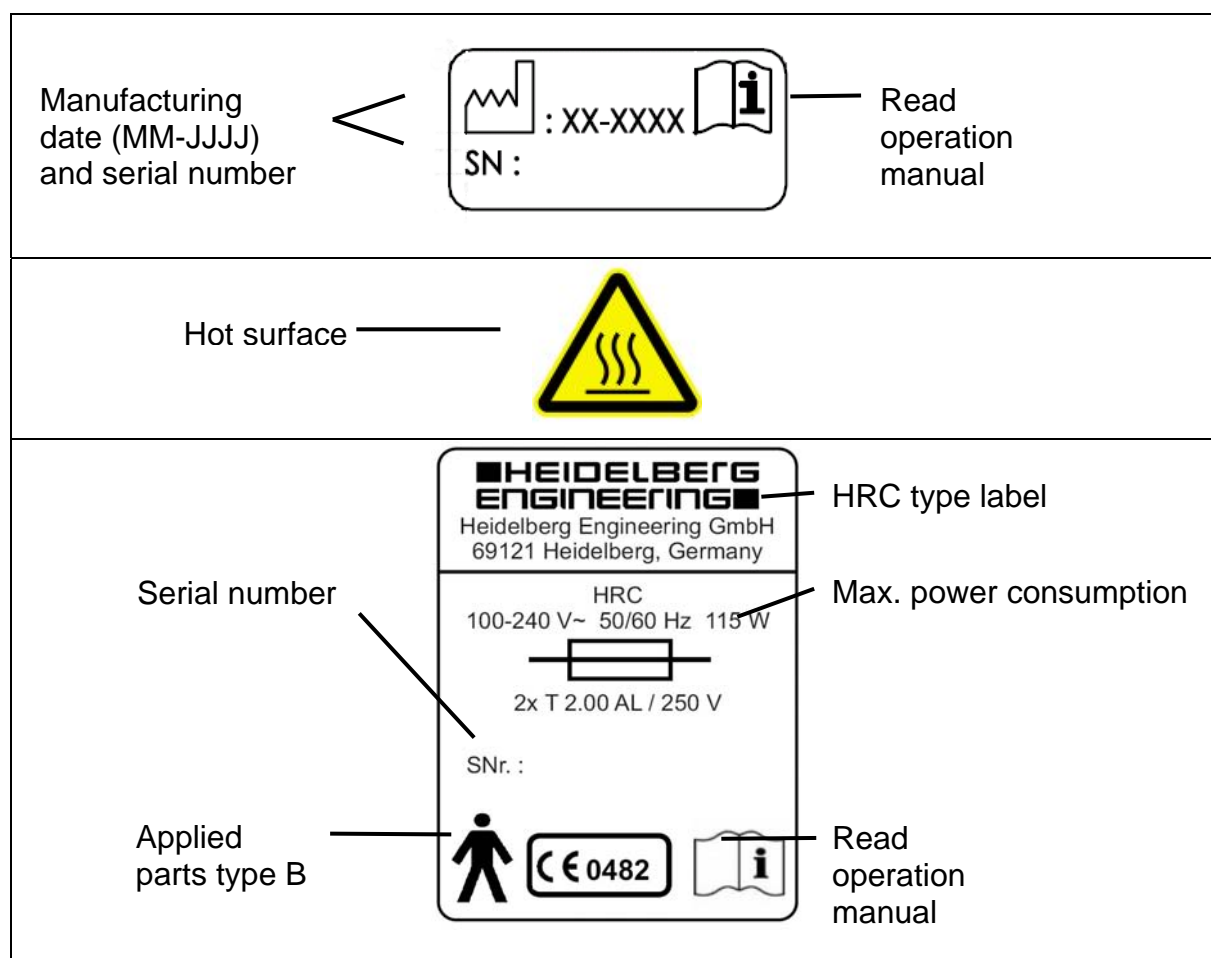 Manufacturing
date (MM-JJJJ)
and serial number
: XX-XXXX
SN :
Read
operation
manual
Hot surface
HEIDELBERG
ENGINEERING
Heidelberg Engineering GmbH
69121 Heidelberg, Germany
HRC type label
Serial number
HRC
100-240 V~ 50/60 Hz 115 W
Max. power consumption
2x T 2.00 AL / 250 V
SNr. :
Applied
parts type B
CE 0482
i
Read
operation
manual